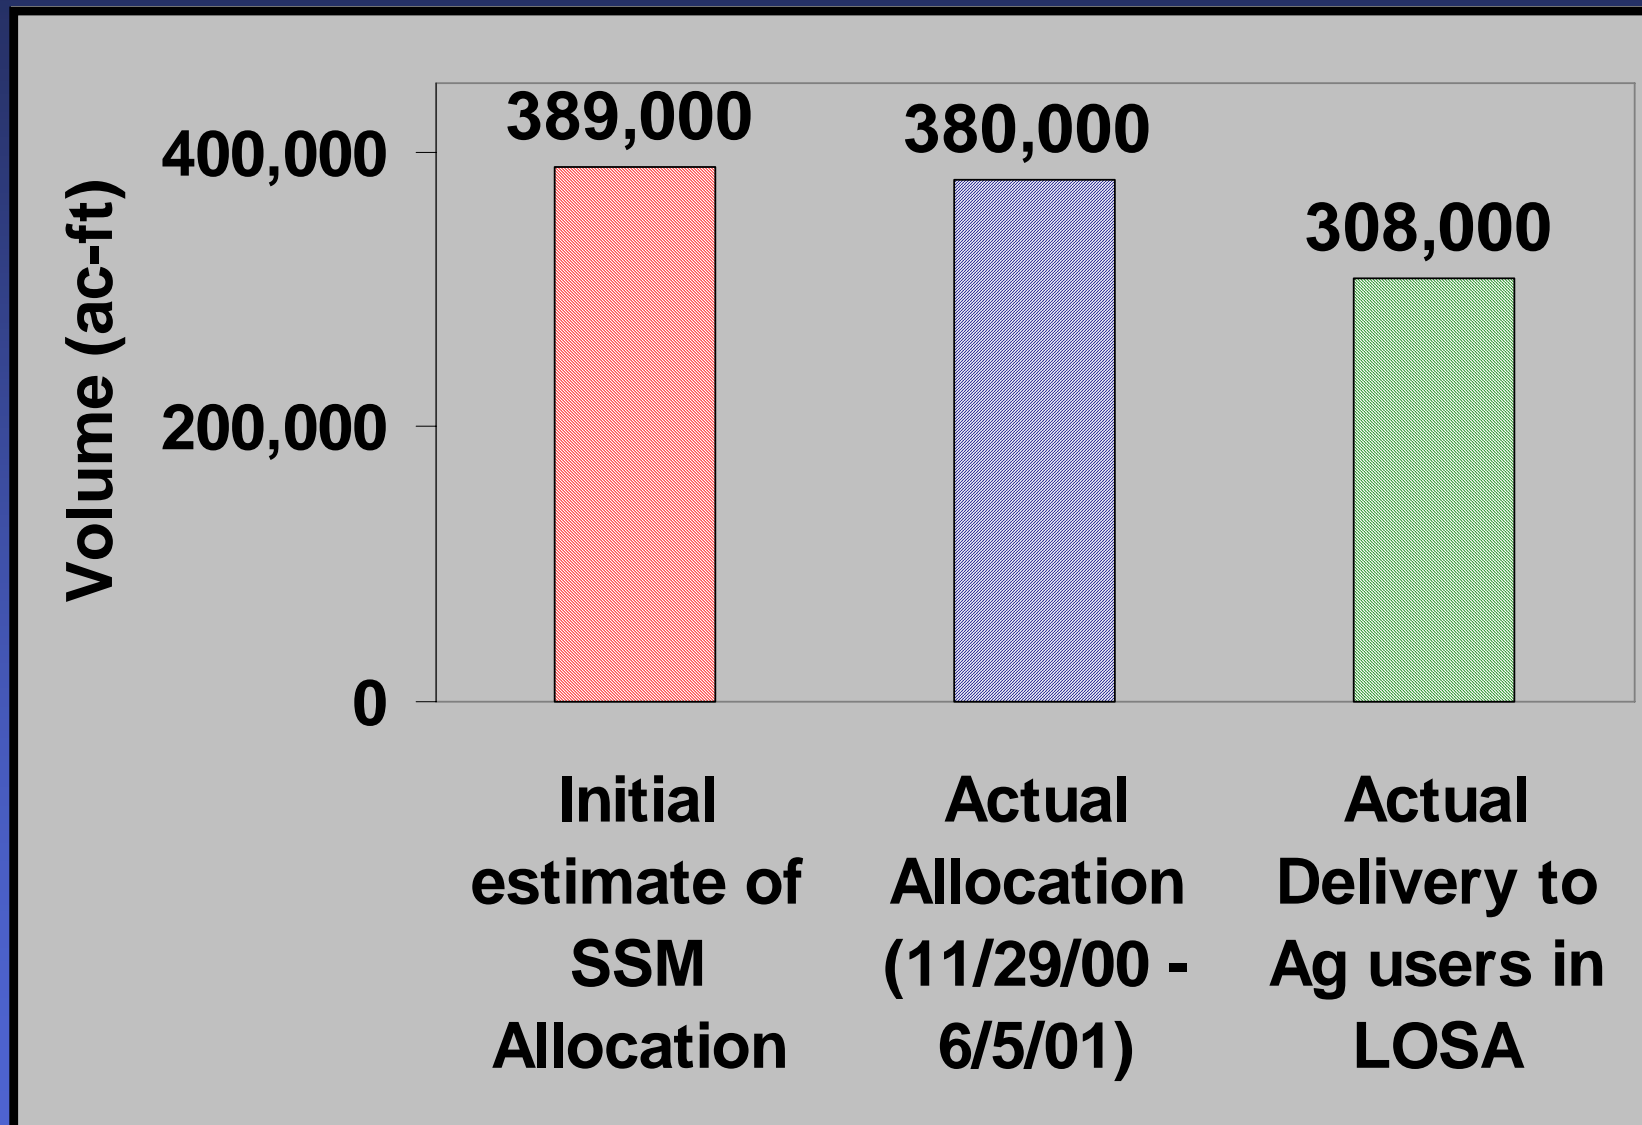 389,000
380,000
308,000
400,000
200,000
0
Volume (ac-ft)
Initial
estimate of
SSM
Allocation
Actual
Allocation
(11/29/00 -
6/5/01)
Actual
Delivery to
Ag users in
LOSA